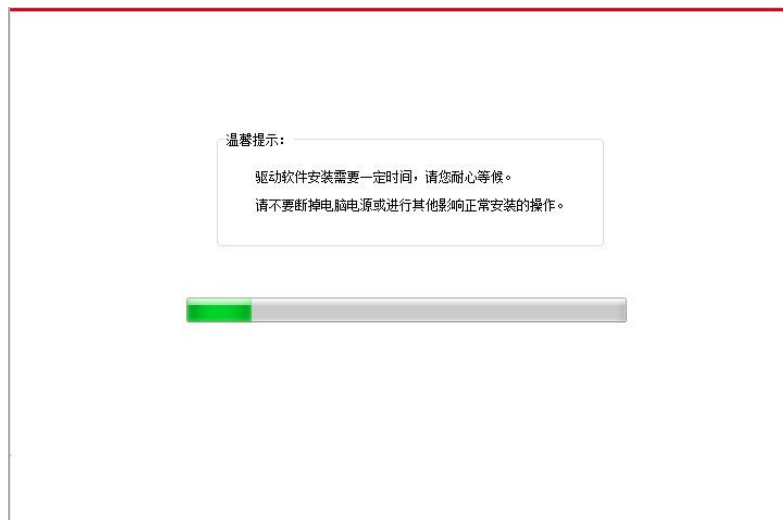 温馨提示：
驱动软件安装需要一定时间，请您耐心等候。
请不要断掉电脑电源或进行其他影响正常安装的操作。